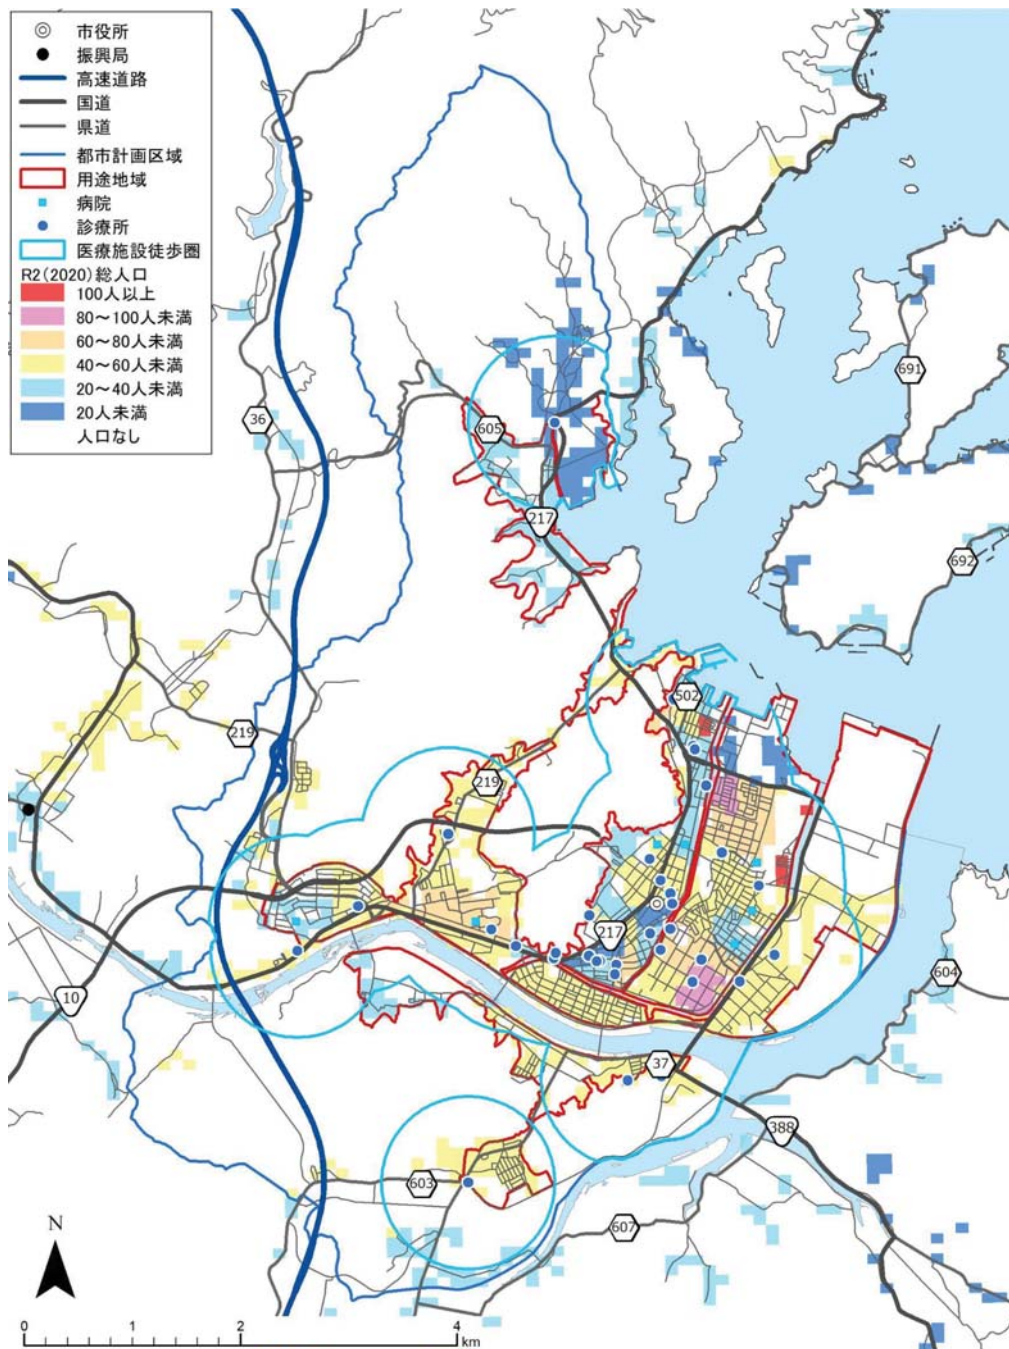 市役所
振興局
高速道路
国道
県道
都市計画区域
用途地域
病院
診療所
医療施設徒歩圏
R2(2020)総人口
100人以上
80～100人未満
60～80人未満
40～60人未満
20～40人未満
20人未満
人口なし
691
36
605
217
692
502
219
219
217
604
10
37
388
603
607
N
0 2 4
km